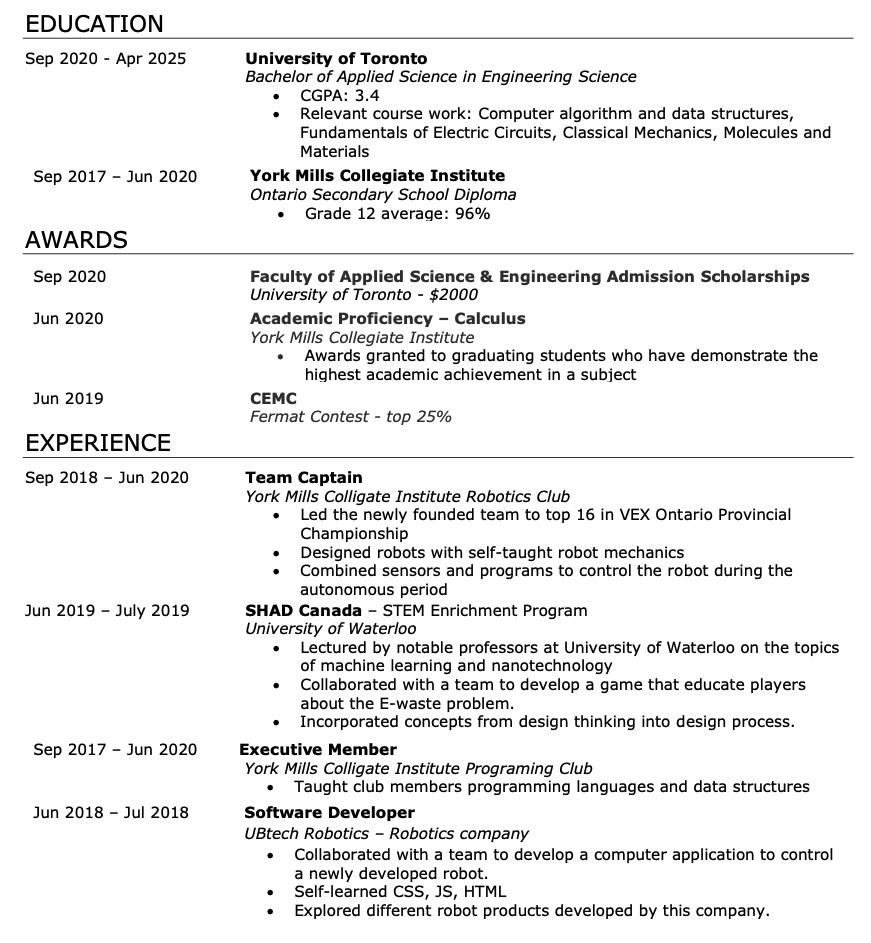 EDUCATION
Sep 2020 - Apr 2025 University of Toronto
Bachelor of Applied Science in Engineering Science
• CGPA: 3.4
• Relevant course work: Computer algorithm and data structures,
Fundamentals of Electric Circuits, Classical Mechanics, Molecules and
Materials
Sep 2017 – Jun 2020 York Mills Collegiate Institute
Ontario Secondary School Diploma
• Grade 12 average: 96%
AWARDS
Sep 2020 Faculty of Applied Science & Engineering Admission Scholarships
University of Toronto - $2000
Jun 2020 Academic Proficiency – Calculus
York Mills Collegiate Institute
• Awards granted to graduating students who have demonstrate the
highest academic achievement in a subject
Jun 2019 CEMC
Fermat Contest - top 25%
EXPERIENCE
Sep 2018 – Jun 2020 Team Captain
York Mills Colligate Institute Robotics Club
• Led the newly founded team to top 16 in VEX Ontario Provincial
Championship
• Designed robots with self-taught robot mechanics
• Combined sensors and programs to control the robot during the
autonomous period
Jun 2019 – July 2019 SHAD Canada – STEM Enrichment Program
University of Waterloo
• Lectured by notable professors at University of Waterloo on the topics
of machine learning and nanotechnology
• Collaborated with a team to develop a game that educate players
about the E-waste problem.
• Incorporated concepts from design thinking into design process.
Sep 2017 – Jun 2020 Executive Member
York Mills Colligate Institute Programing Club
• Taught club members programming languages and data structures
Jun 2018 – Jul 2018 Software Developer
UBtech Robotics – Robotics company
• Collaborated with a team to develop a computer application to control
a newly developed robot.
• Self-learned CSS, JS, HTML
• Explored different robot products developed by this company.